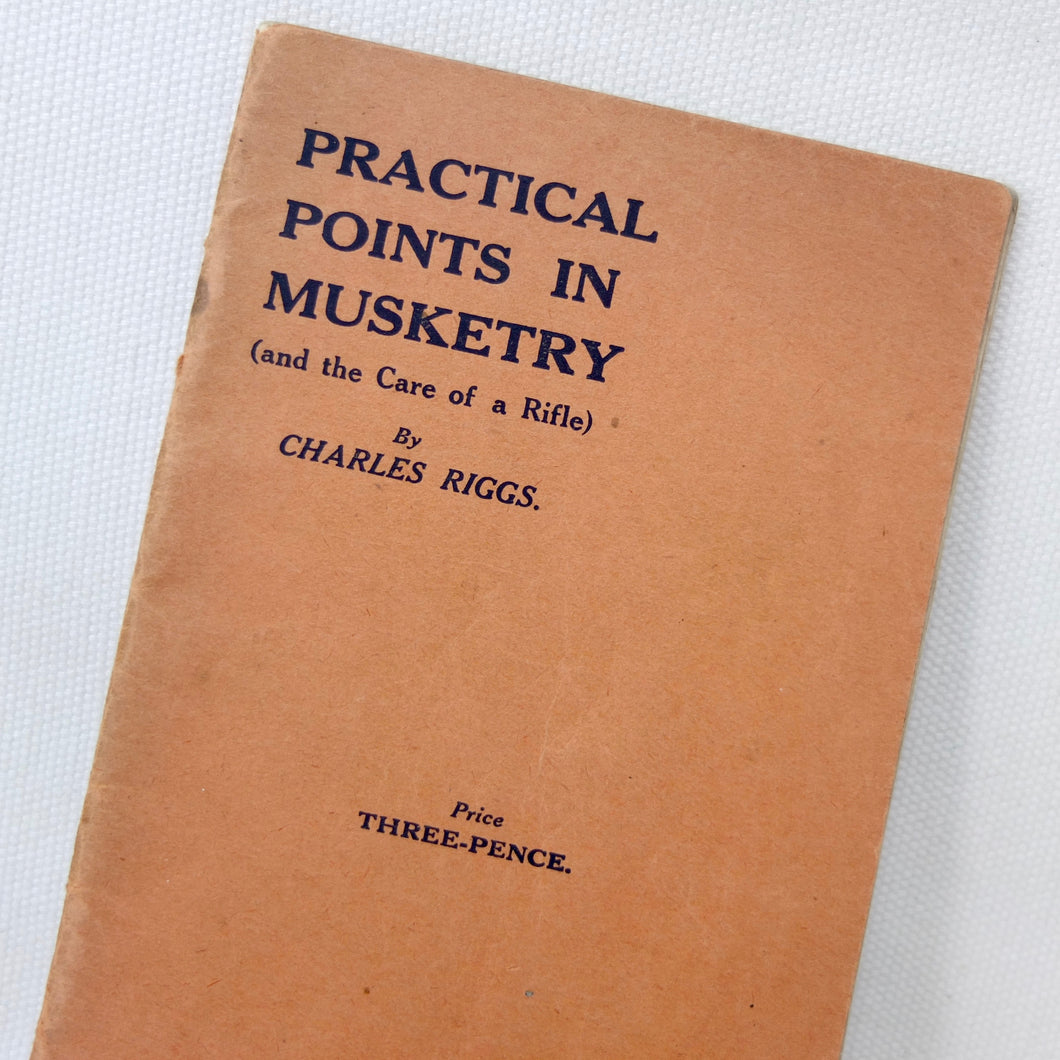 PRACTICAL
POINTS IN
MUSKETRY
(and the Care of a Rifle)
By
CHARLES RIGGS.
Price
THREE-PENCE.